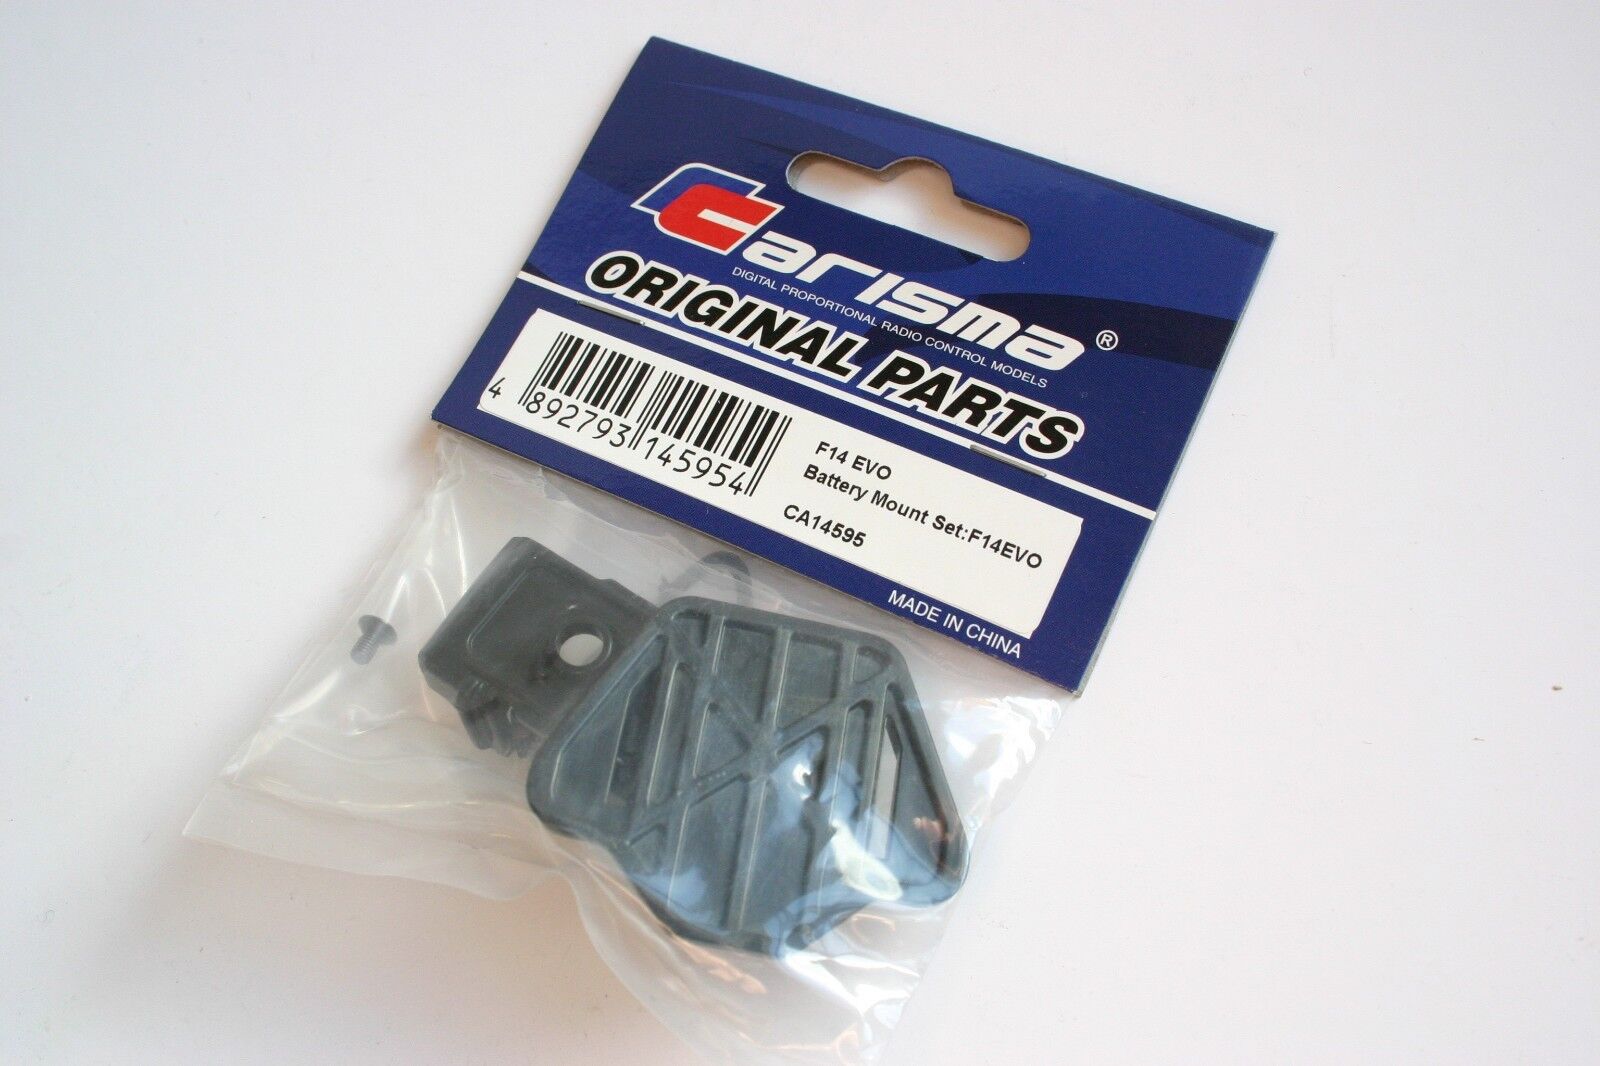 Carisma®
DIGITAL PROPORTIONAL RADIO CONTROL MODELS
ORIGINAL PARTS
4 892793 145954
F14 EVO
Battery Mount Set:F14EVO
CA14595
MADE IN CHINA